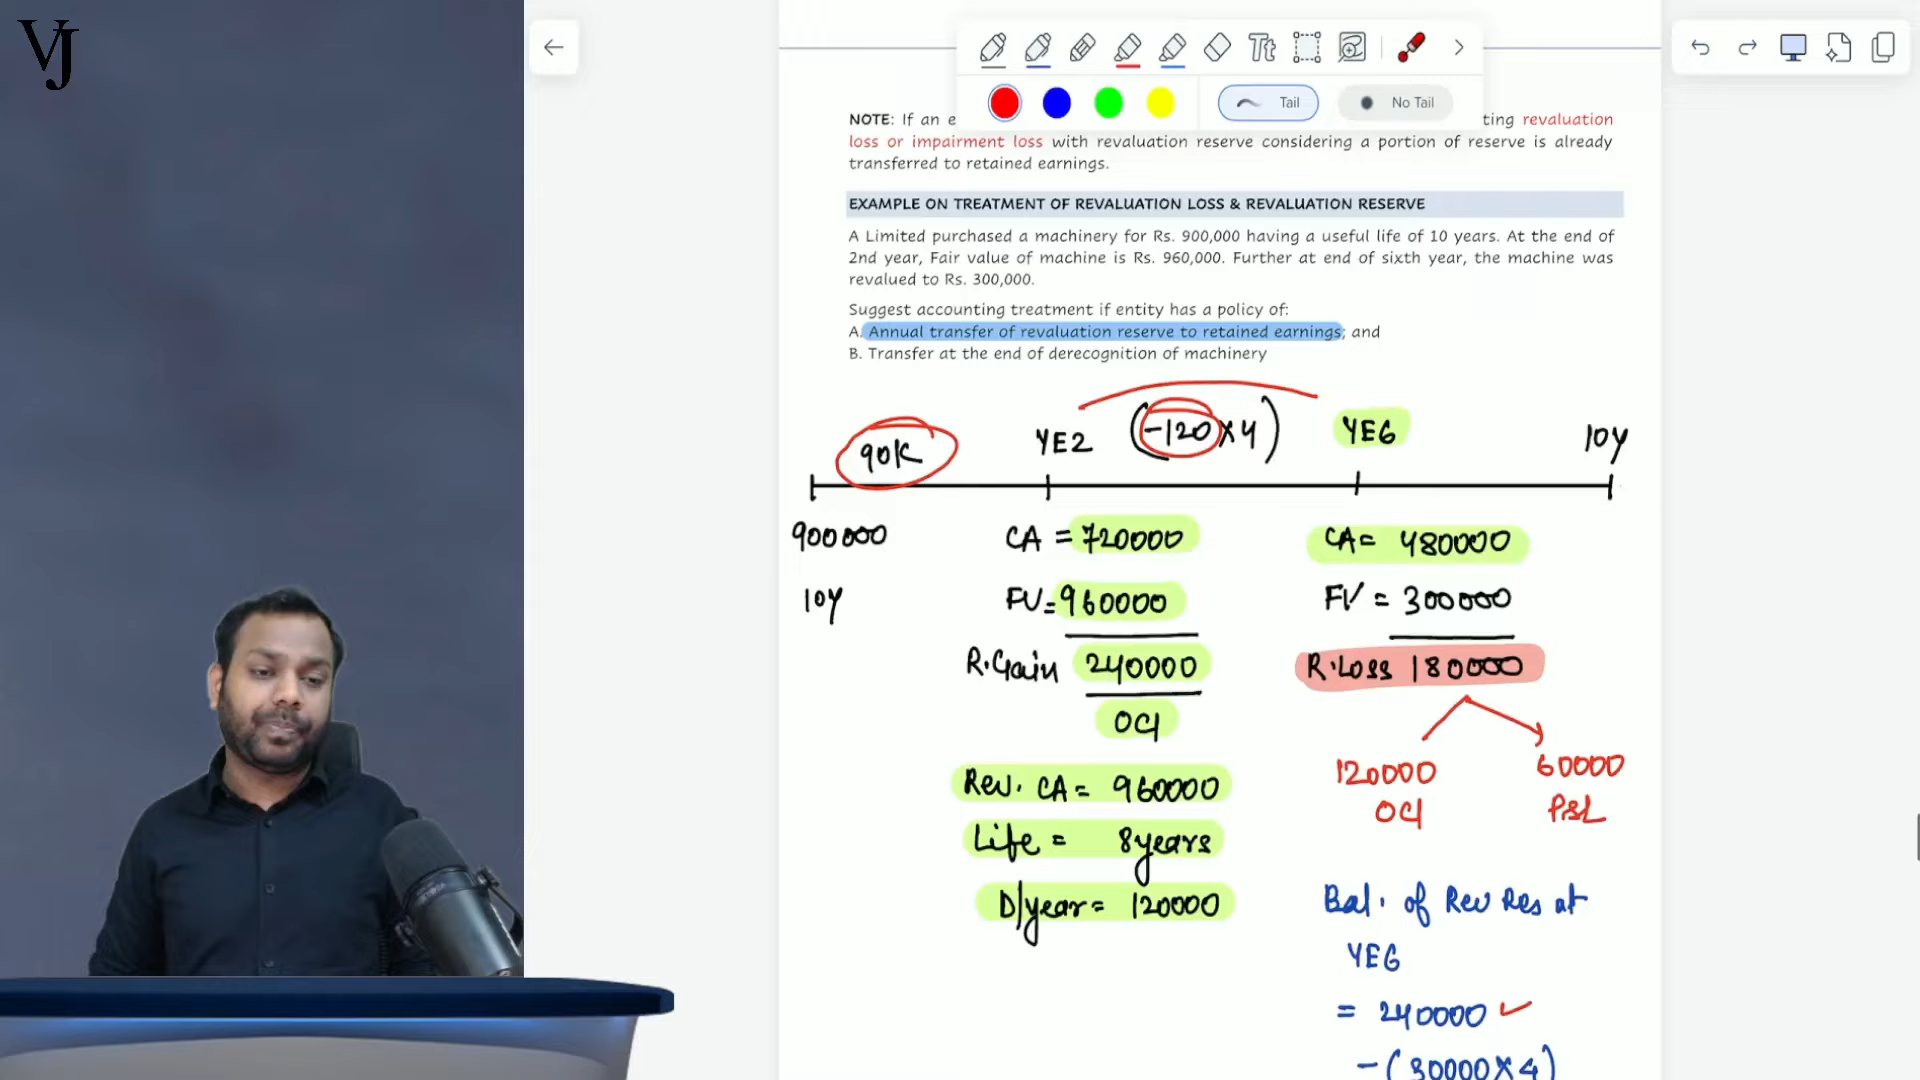 VJ
Tt
Tail
No Tail
NOTE: If an e
ting revaluation
loss or impairment loss with revaluation reserve considering a portion of reserve is already
transferred to retained earnings.
EXAMPLE ON TREATMENT OF REVALUATION LOSS & REVALUATION RESERVE
A Limited purchased a machinery for Rs. 900,000 having a useful life of 10 years. At the end of
2nd year, Fair value of machine is Rs. 960,000. Further at end of sixth year, the machine was
revalued to Rs. 300,000.
Suggest accounting treatment if entity has a policy of:
A. Annual transfer of revaluation reserve to retained earnings; and
B. Transfer at the end of derecognition of machinery
90K
YE2
(-120×4)
YE6
10Y
900000
10Y
CA = 720000
FV = 960000
R.Gain 240000
OCI
Rev. CA = 960000
Life = 8years
D/year = 120000
CA = 480000
FV = 300000
R.Loss 180000
120000
OCI
60000
P&L
Bal. of Rev Res at
YE6
= 240000
-(30000×4)